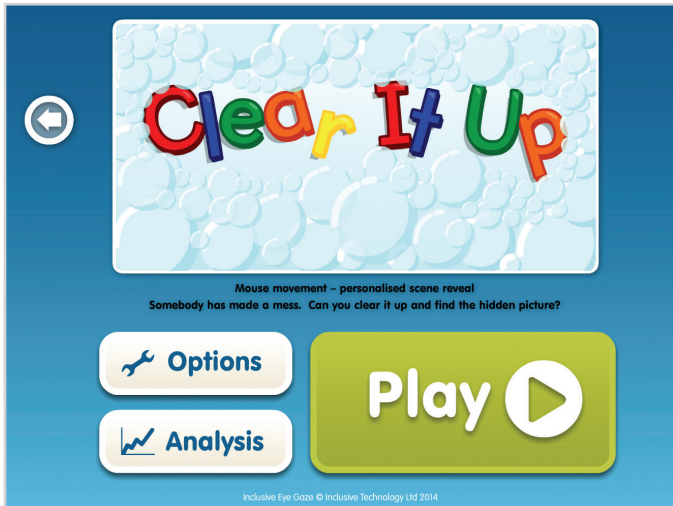 Clear It Up
Mouse movement – personalised scene reveal
Somebody has made a mess.  Can you clear it up and find the hidden picture?
Options
Play
Analysis
Inclusive Eye Gaze © Inclusive Technology Ltd 2014